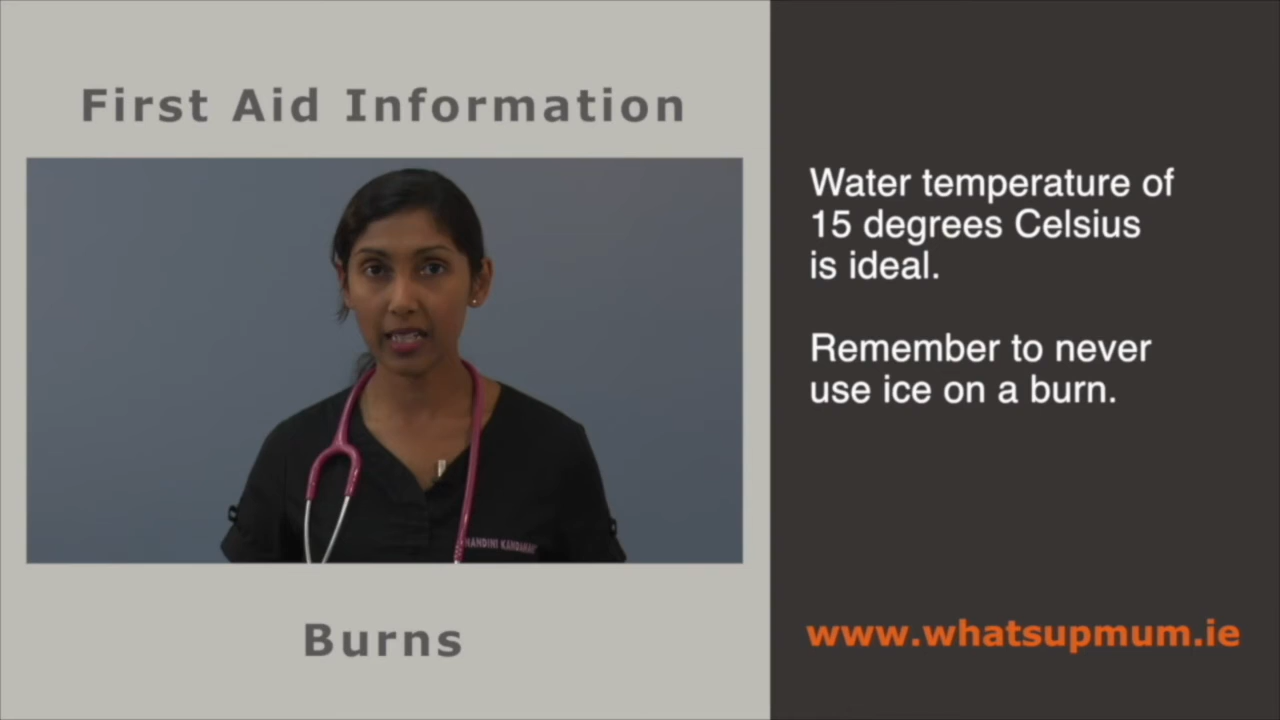 First Aid Information
Water temperature of
15 degrees Celsius
is ideal.
Remember to never
use ice on a burn.
NANDINI
Burns
www.whatsupmum.ie